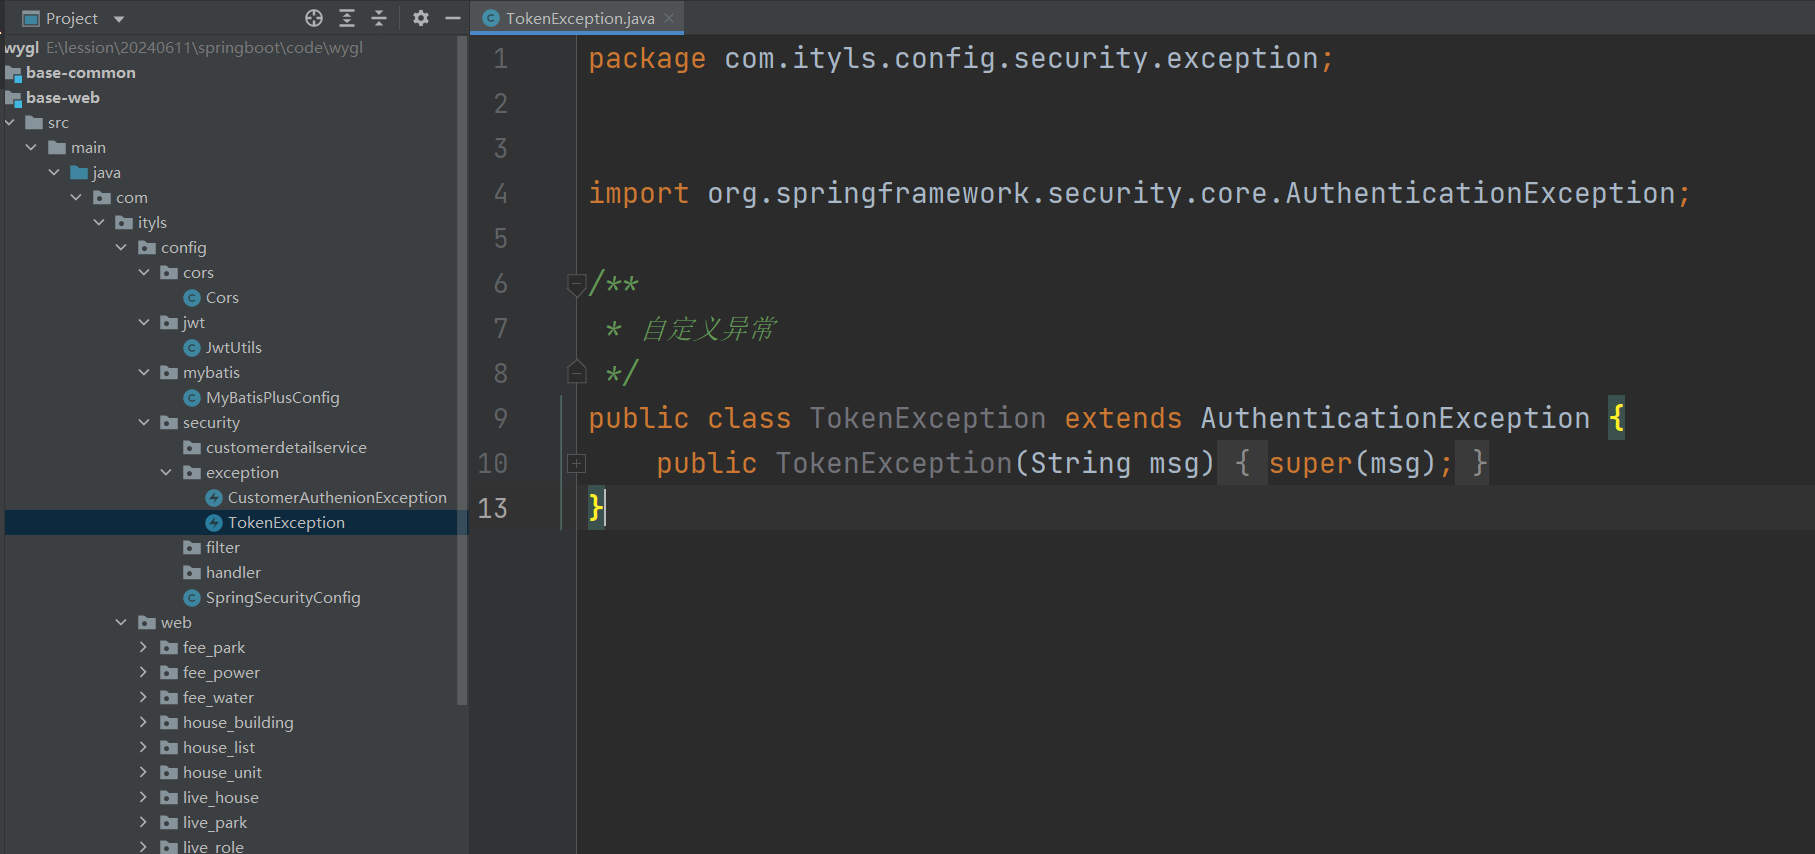 Project
wygl E:\lession\20240611\springboot\code\wygl
base-common
base-web
src
main
java
com
ityls
config
cors
Cors
jwt
JwtUtils
mybatis
MyBatisPlusConfig
security
customerdetailservice
exception
CustomerAuthenionException
TokenException
filter
handler
SpringSecurityConfig
web
fee_park
fee_power
fee_water
house_building
house_list
house_unit
live_house
live_park
live_role
TokenException.java
1 package com.ityls.config.security.exception;
2
3
4 import org.springframework.security.core.AuthenticationException;
5
6 /**
7 * 自定义异常
8 */
9 public class TokenException extends AuthenticationException {
10 public TokenException(String msg) { super(msg); }
13 }